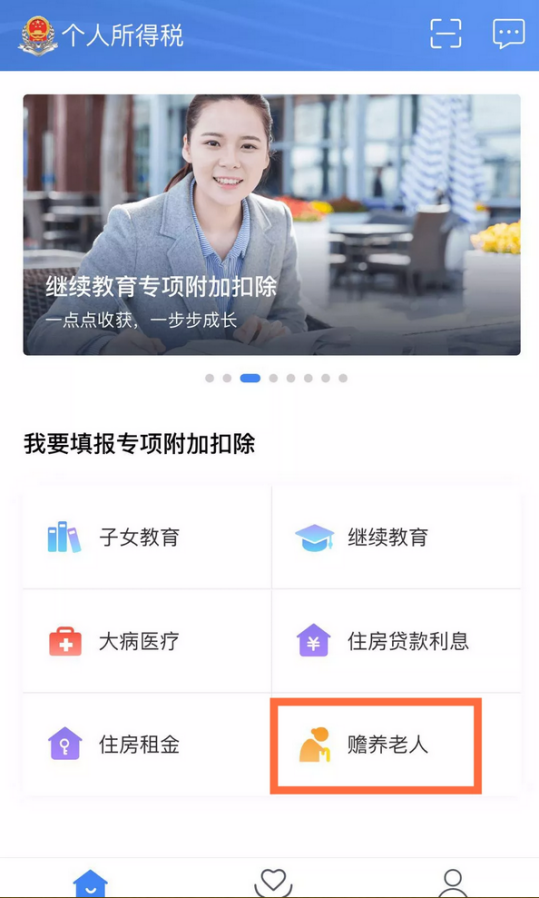 个人所得税
继续教育专项附加扣除
一点点收获，一步步成长
我要填报专项附加扣除
子女教育
继续教育
大病医疗
¥
住房贷款利息
住房租金
赡养老人